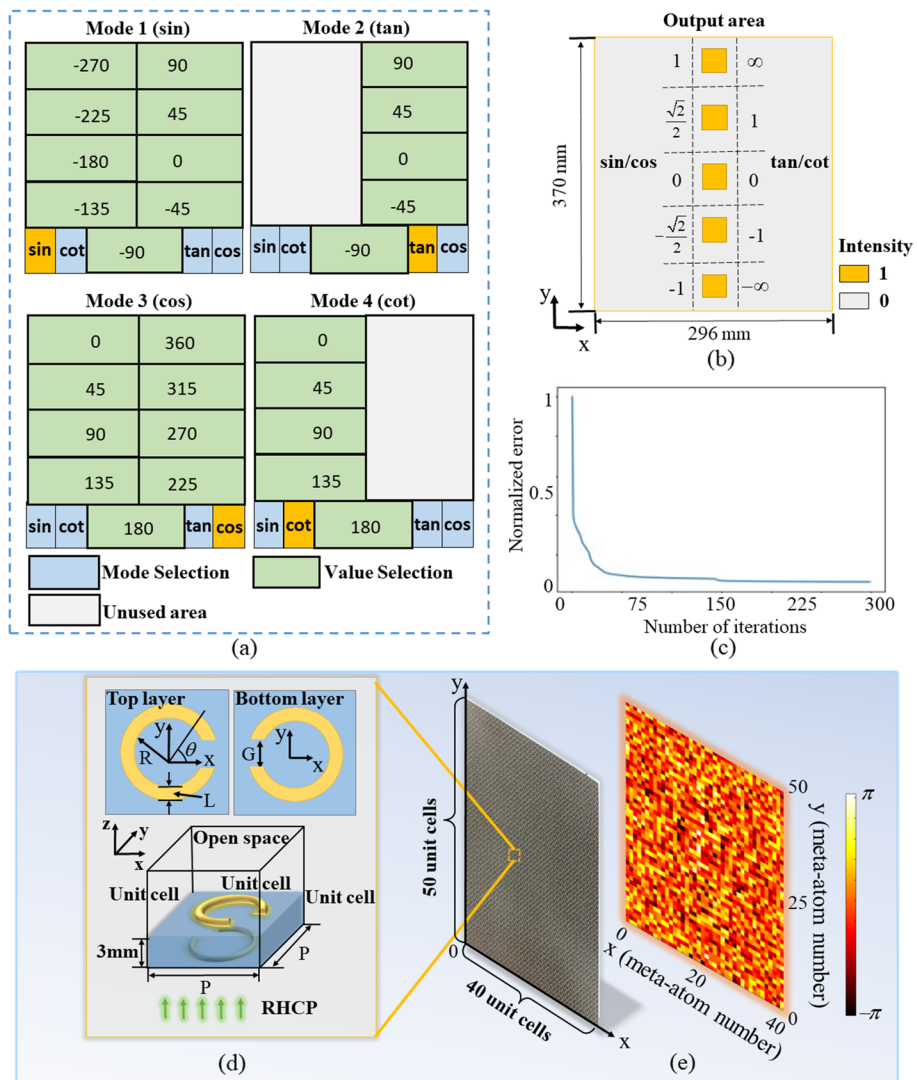 Mode 1 (sin)
-270 90
-225 45
-180 0
-135 -45
sin cot -90 tan cos
Mode 2 (tan)
90
45
0
-45
sin cot -90 tan cos
Mode 3 (cos)
0 360
45 315
90 270
135 225
sin cot 180 tan cos
Mode 4 (cot)
0
45
90
135
sin cot 180 tan cos
Mode Selection
Value Selection
Unused area
(a)
Output area
1 ∞
√2/2 1
sin/cos 0 0 tan/cot
-√2/2 -1
-1 -∞
370 mm
296 mm
y
x
Intensity
1
0
(b)
Normalized error
1
0.5
0
0 75 150 225 300
Number of iterations
(c)
Top layer
y
θ
R
x
L
Bottom layer
y
G
x
z
y
x
Open space
Unit cell
Unit cell
Unit cell
3mm
P
P
RHCP
(d)
y
50 unit cells
0
40 unit cells
x
50
25
0
y (meta-atom number)
0
20
40
x (meta-atom number)
π
-π
(e)